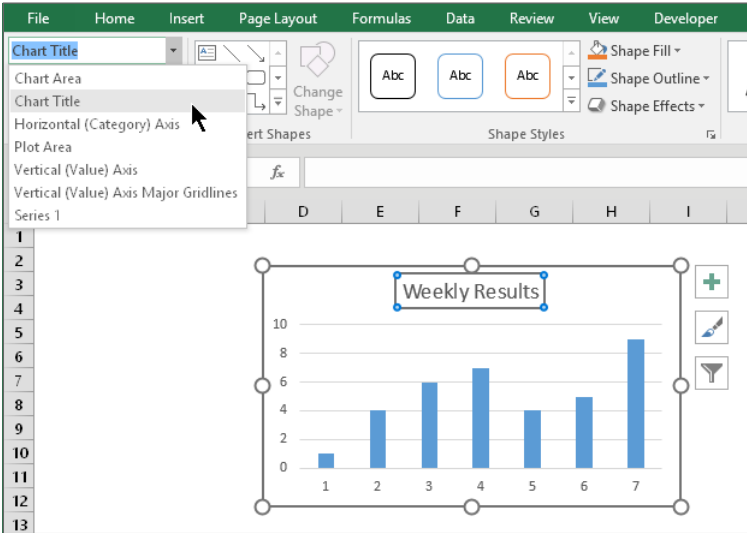 File Home Insert Page Layout Formulas Data Review View Developer
Chart Title
Chart Area
Chart Title
Horizontal (Category) Axis
Plot Area
Vertical (Value) Axis
Vertical (Value) Axis Major Gridlines
Series 1
Change
Shape
ert Shapes
Abc Abc Abc
Shape Styles
Shape Fill
Shape Outline
Shape Effects
fx
D E F G H I
1
2
3
4
5
6
7
8
9
10
11
12
13
Weekly Results
10
8
6
4
2
0
1 2 3 4 5 6 7